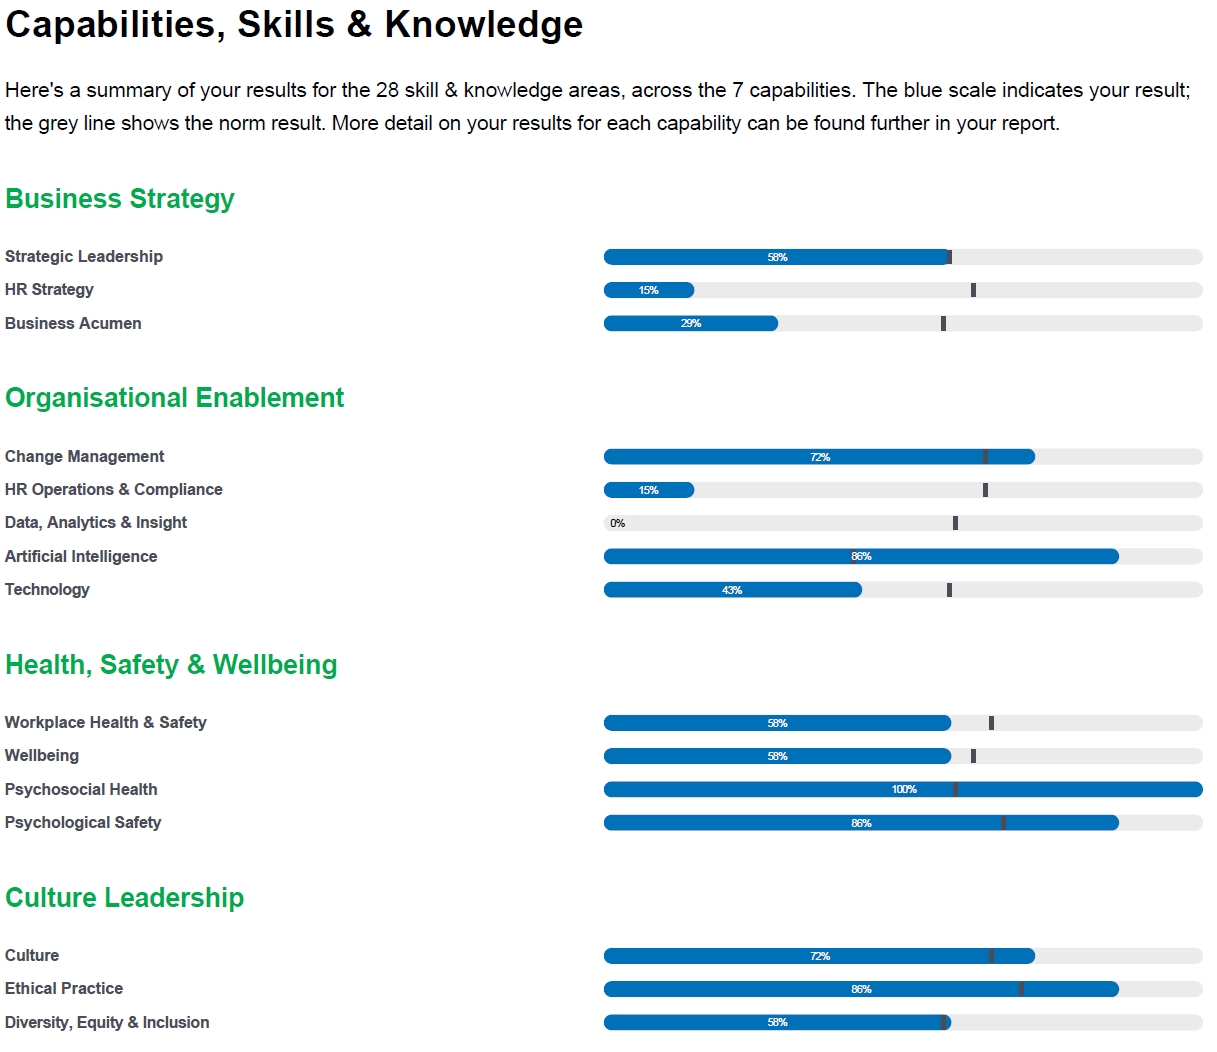 Capabilities, Skills & Knowledge
Here's a summary of your results for the 28 skill & knowledge areas, across the 7 capabilities. The blue scale indicates your result;
the grey line shows the norm result. More detail on your results for each capability can be found further in your report.
Business Strategy
Strategic Leadership 58%
HR Strategy 15%
Business Acumen 29%
Organisational Enablement
Change Management 72%
HR Operations & Compliance 15%
Data, Analytics & Insight 0%
Artificial Intelligence 86%
Technology 43%
Health, Safety & Wellbeing
Workplace Health & Safety 58%
Wellbeing 58%
Psychosocial Health 100%
Psychological Safety 86%
Culture Leadership
Culture 72%
Ethical Practice 86%
Diversity, Equity & Inclusion 58%